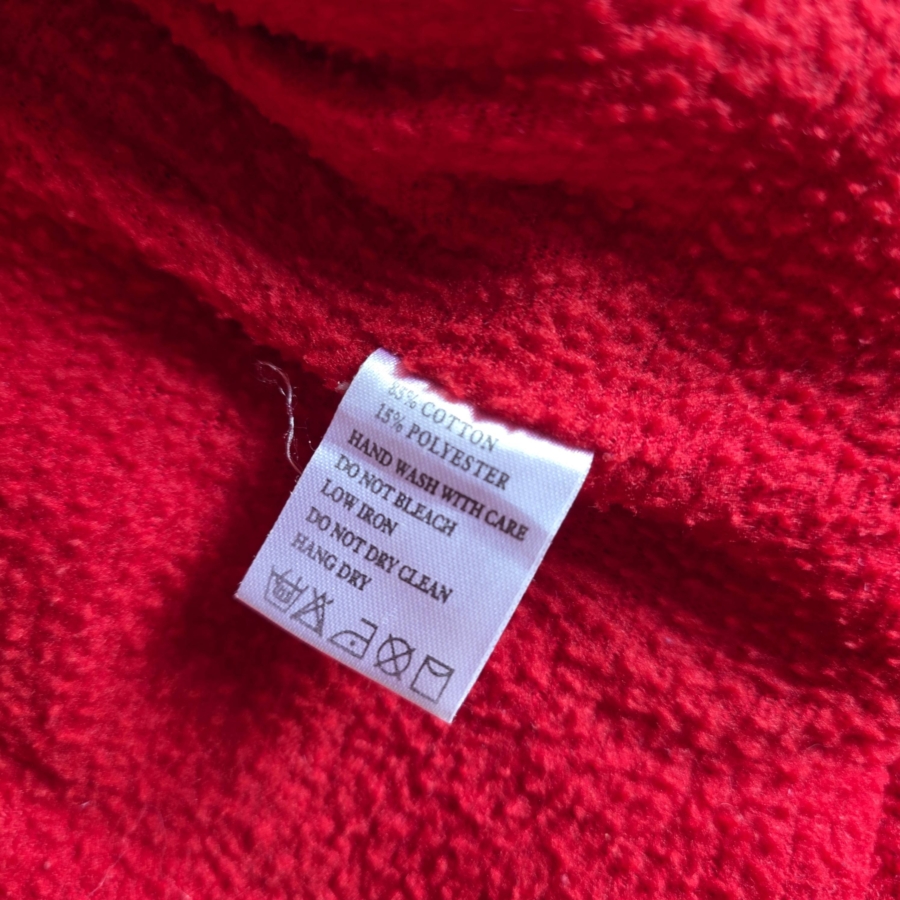 85% COTTON
15% POLYESTER
HAND WASH WITH CARE
DO NOT BLEACH
LOW IRON
DO NOT DRY CLEAN
HANG DRY